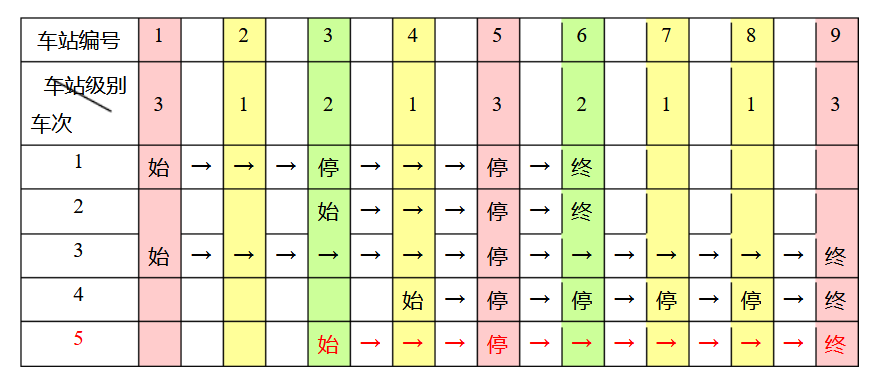 车站编号 1 2 3 4 5 6 7 8 9
车站级别 车次 3 1 2 1 3 2 1 1 3
1 始 → → → 停 → → → 停 → 终
2 始 → → → 停 → 终
3 始 → → → → → → → 停 → → → → → → → 终
4 始 → 停 → 停 → 停 → 停 → 终
5 始 → → → 停 → → → → → → → 终